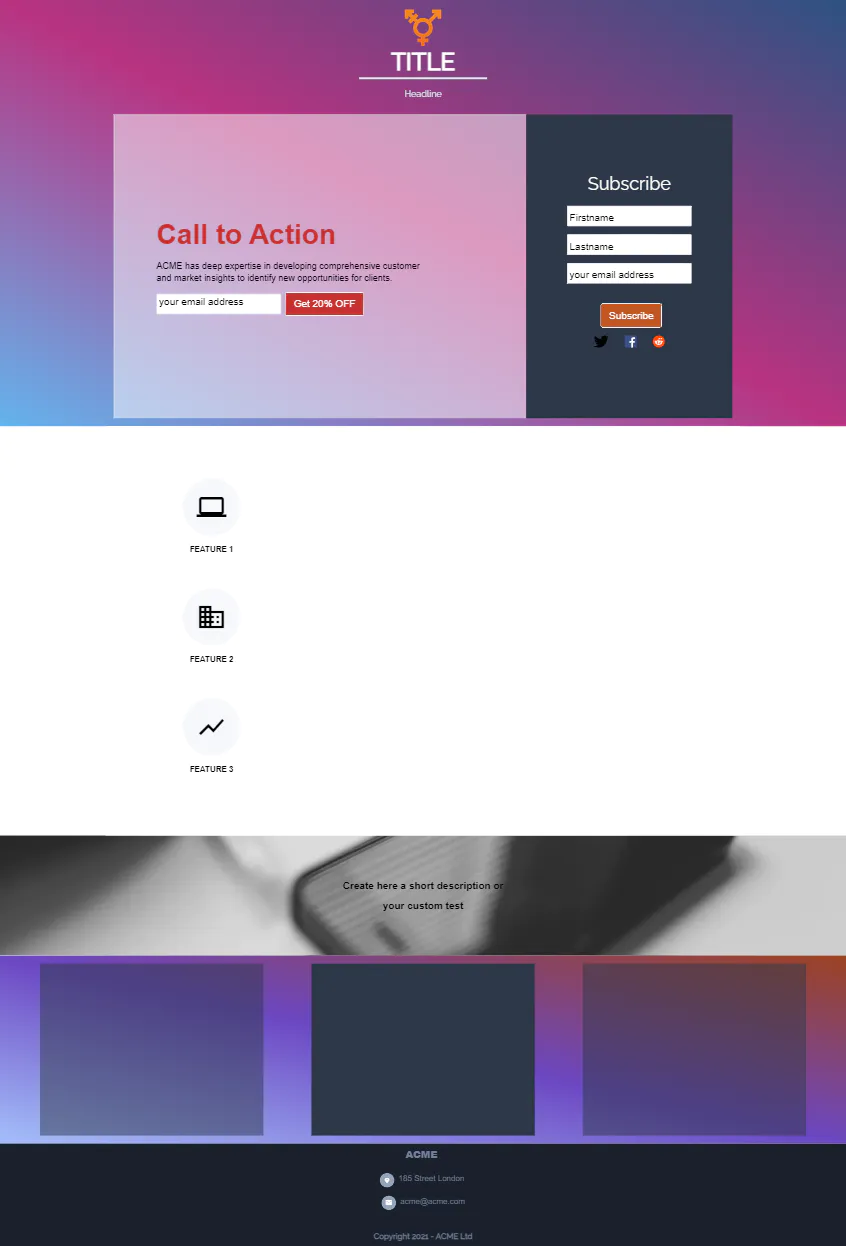 TITLE
Headline
Call to Action
ACME has deep expertise in developing comprehensive customer
and market insights to identify new opportunities for clients.
your email address
Get 20% OFF
Subscribe
Firstname
Lastname
your email address
Subscribe
FEATURE 1
FEATURE 2
FEATURE 3
Create here a short description or
your custom test
ACME
185 Street London
acme@acme.com
Copyright 2021 - ACME Ltd